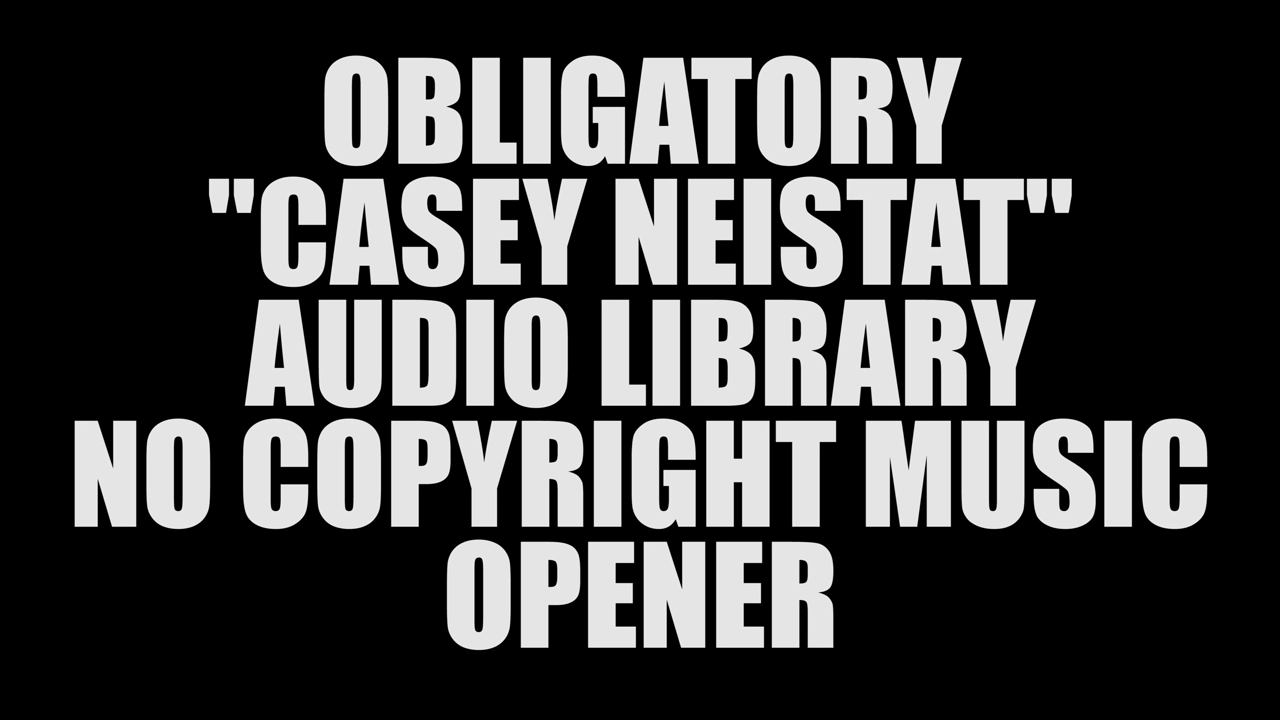 OBLIGATORY
"CASEY NEISTAT"
AUDIO LIBRARY
NO COPYRIGHT MUSIC
OPENER